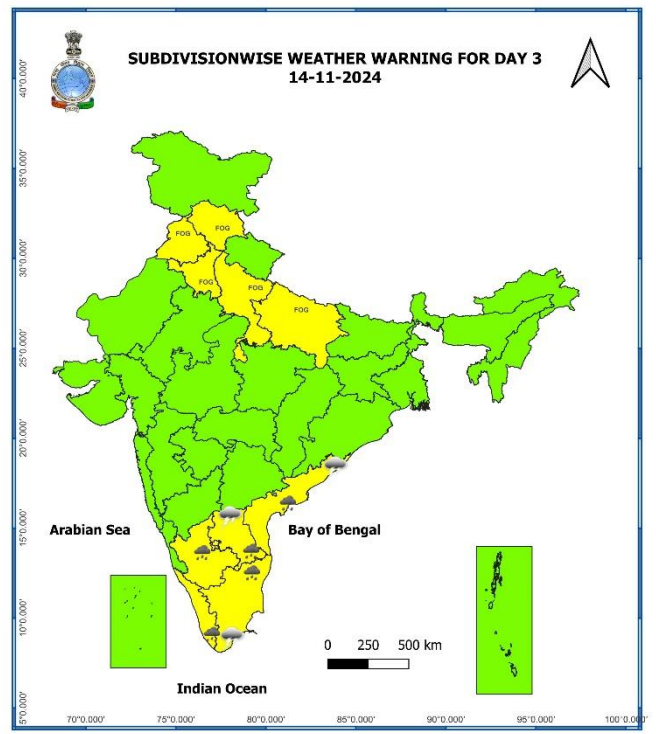 SUBDIVISIONWISE WEATHER WARNING FOR DAY 3
14-11-2024
40°0.000'
35°0.000'
30°0.000'
25°0.000'
20°0.000'
15°0.000'
10°0.000'
5°0.000'
FOG
FOG
FOG
FOG
FOG
Arabian Sea
Bay of Bengal
0 250 500 km
Indian Ocean
70°0.000' 75°0.000' 80°0.000' 85°0.000' 90°0.000' 95°0.000' 100°0.000'